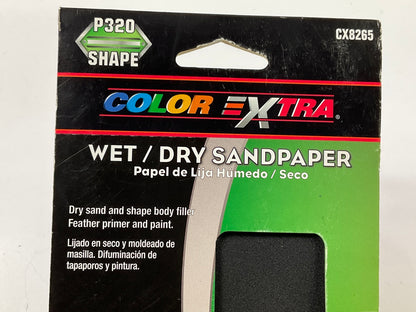 P320
SHAPE
CX8265
COLOR EXTRA
®
WET / DRY SANDPAPER
Papel de Lija Húmedo / Seco
Dry sand and shape body filler
Feather primer and paint.
Lijado en seco y moldeado de
masilla. Difuminación de
tapaporos y pintura.